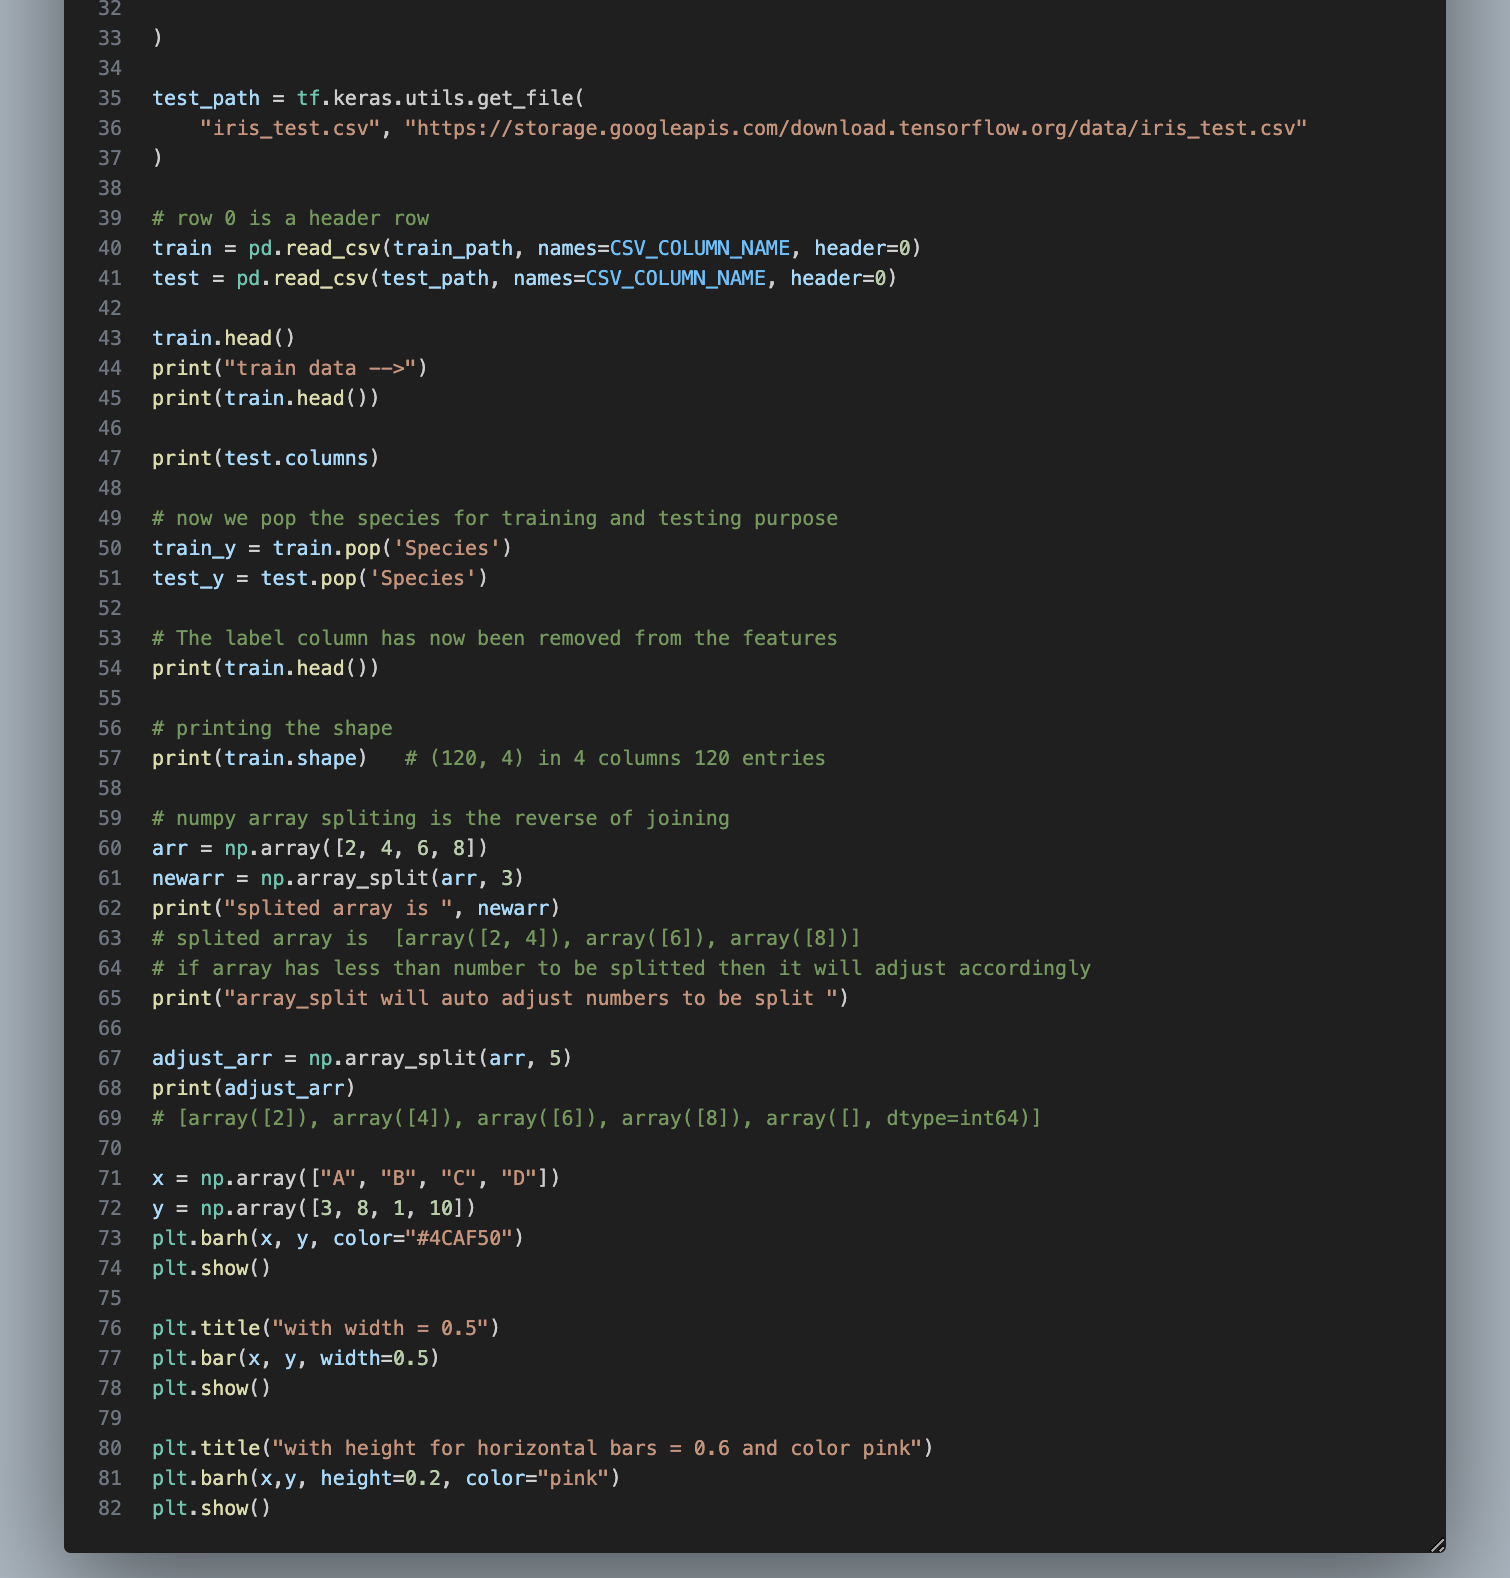 32
33 )
34
35 test_path = tf.keras.utils.get_file(
36     "iris_test.csv", "https://storage.googleapis.com/download.tensorflow.org/data/iris_test.csv"
37 )
38
39 # row 0 is a header row
40 train = pd.read_csv(train_path, names=CSV_COLUMN_NAME, header=0)
41 test = pd.read_csv(test_path, names=CSV_COLUMN_NAME, header=0)
42
43 train.head()
44 print("train data -->")
45 print(train.head())
46
47 print(test.columns)
48
49 # now we pop the species for training and testing purpose
50 train_y = train.pop('Species')
51 test_y = test.pop('Species')
52
53 # The label column has now been removed from the features
54 print(train.head())
55
56 # printing the shape
57 print(train.shape)   # (120, 4) in 4 columns 120 entries
58
59 # numpy array spliting is the reverse of joining
60 arr = np.array([2, 4, 6, 8])
61 newarr = np.array_split(arr, 3)
62 print("splited array is ", newarr)
63 # splited array is  [array([2, 4]), array([6]), array([8])]
64 # if array has less than number to be splitted then it will adjust accordingly
65 print("array_split will auto adjust numbers to be split ")
66
67 adjust_arr = np.array_split(arr, 5)
68 print(adjust_arr)
69 # [array([2]), array([4]), array([6]), array([8]), array([], dtype=int64)]
70
71 x = np.array(["A", "B", "C", "D"])
72 y = np.array([3, 8, 1, 10])
73 plt.barh(x, y, color="#4CAF50")
74 plt.show()
75
76 plt.title("with width = 0.5")
77 plt.bar(x, y, width=0.5)
78 plt.show()
79
80 plt.title("with height for horizontal bars = 0.6 and color pink")
81 plt.barh(x,y, height=0.2, color="pink")
82 plt.show()